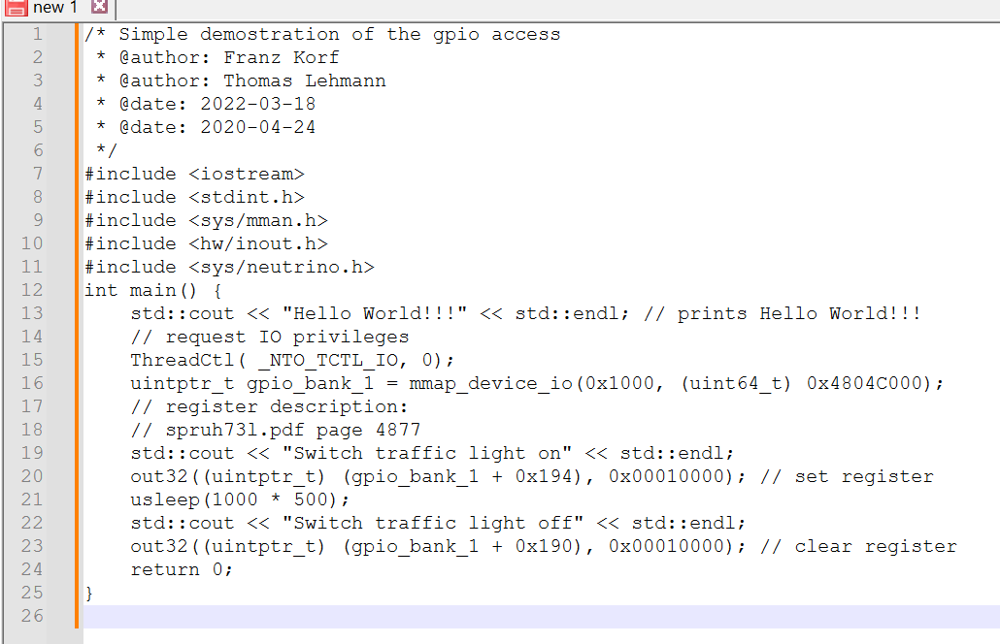 new 1
1 /* Simple demostration of the gpio access
2  * @author: Franz Korf
3  * @author: Thomas Lehmann
4  * @date: 2022-03-18
5  * @date: 2020-04-24
6  */
7 #include <iostream>
8 #include <stdint.h>
9 #include <sys/mman.h>
10 #include <hw/inout.h>
11 #include <sys/neutrino.h>
12 int main() {
13     std::cout << "Hello World!!!" << std::endl; // prints Hello World!!!
14     // request IO privileges
15     ThreadCtl( _NTO_TCTL_IO, 0);
16     uintptr_t gpio_bank_1 = mmap_device_io(0x1000, (uint64_t) 0x4804C000);
17     // register description:
18     // spruh73l.pdf page 4877
19     std::cout << "Switch traffic light on" << std::endl;
20     out32((uintptr_t) (gpio_bank_1 + 0x194), 0x00010000); // set register
21     usleep(1000 * 500);
22     std::cout << "Switch traffic light off" << std::endl;
23     out32((uintptr_t) (gpio_bank_1 + 0x190), 0x00010000); // clear register
24     return 0;
25 }
26